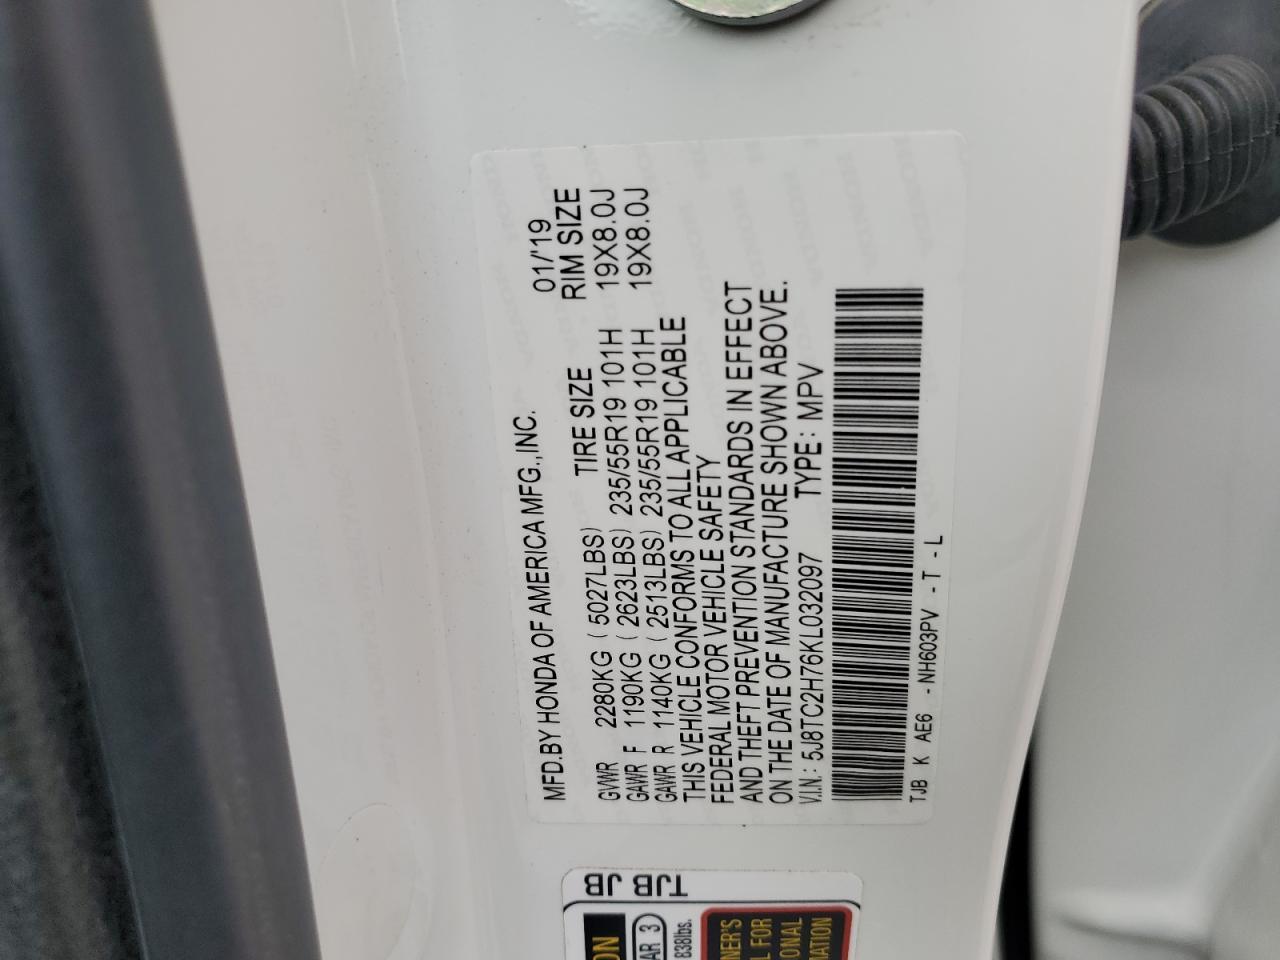 MFD.BY HONDA OF AMERICA MFG.,INC. 01/'19
GVWR 2280KG ( 5027LBS) TIRE SIZE RIM SIZE
GAWR F 1190KG ( 2623LBS) 235/55R19 101H 19X8.0J
GAWR R 1140KG ( 2513LBS) 235/55R19 101H 19X8.0J
THIS VEHICLE CONFORMS TO ALL APPLICABLE
FEDERAL MOTOR VEHICLE SAFETY
AND THEFT PREVENTION STANDARDS IN EFFECT
ON THE DATE OF MANUFACTURE SHOWN ABOVE.
V.I.N.: 5J8TC2H76KL032097 TYPE: MPV
TJB K AE6 -NH603PV - T - L
TJB JB
AR 3
838lbs.